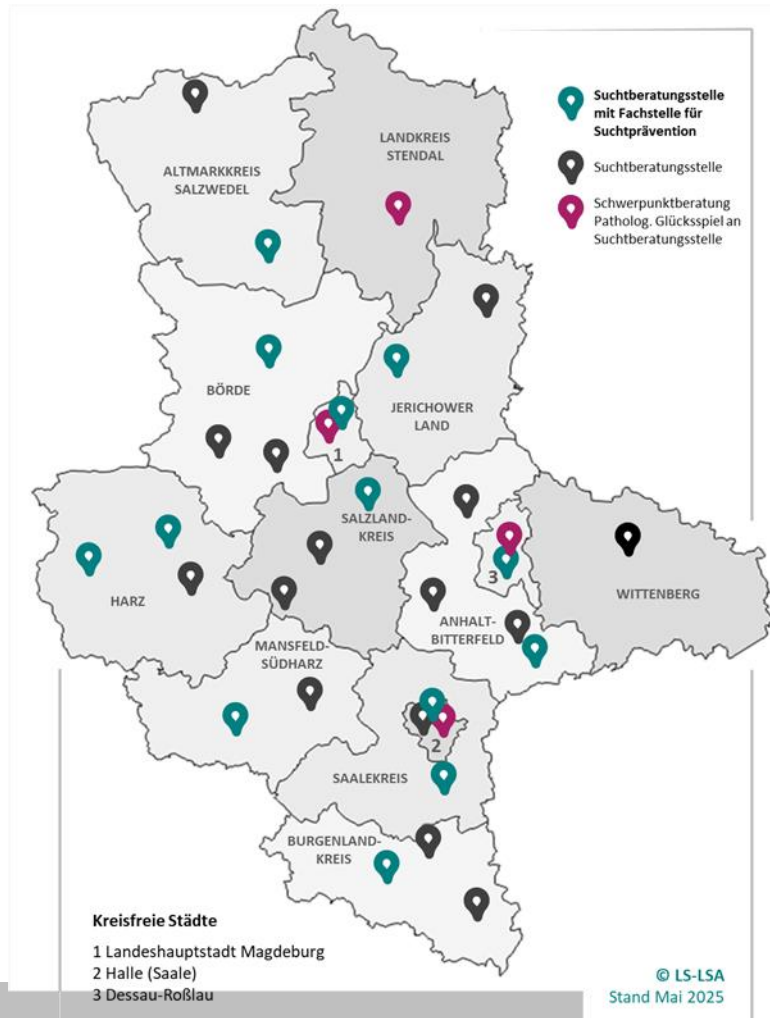 Suchtberatungsstelle
mit Fachstelle für
Suchtprävention
Suchtberatungsstelle
Schwerpunktberatung
Patholog. Glücksspiel an
Suchtberatungsstelle
LANDKREIS
STENDAL
ALTMARKKREIS
SALZWEDEL
BÖRDE
JERICHOWER
LAND
1
SALZLAND-
KREIS
HARZ
3
WITTENBERG
ANHALT-
BITTERFELD
MANSFELD-
SÜDHARZ
2
SAALEKREIS
BURGENLAND-
KREIS
Kreisfreie Städte
1 Landeshauptstadt Magdeburg
2 Halle (Saale)
3 Dessau-Roßlau
© LS-LSA
Stand Mai 2025